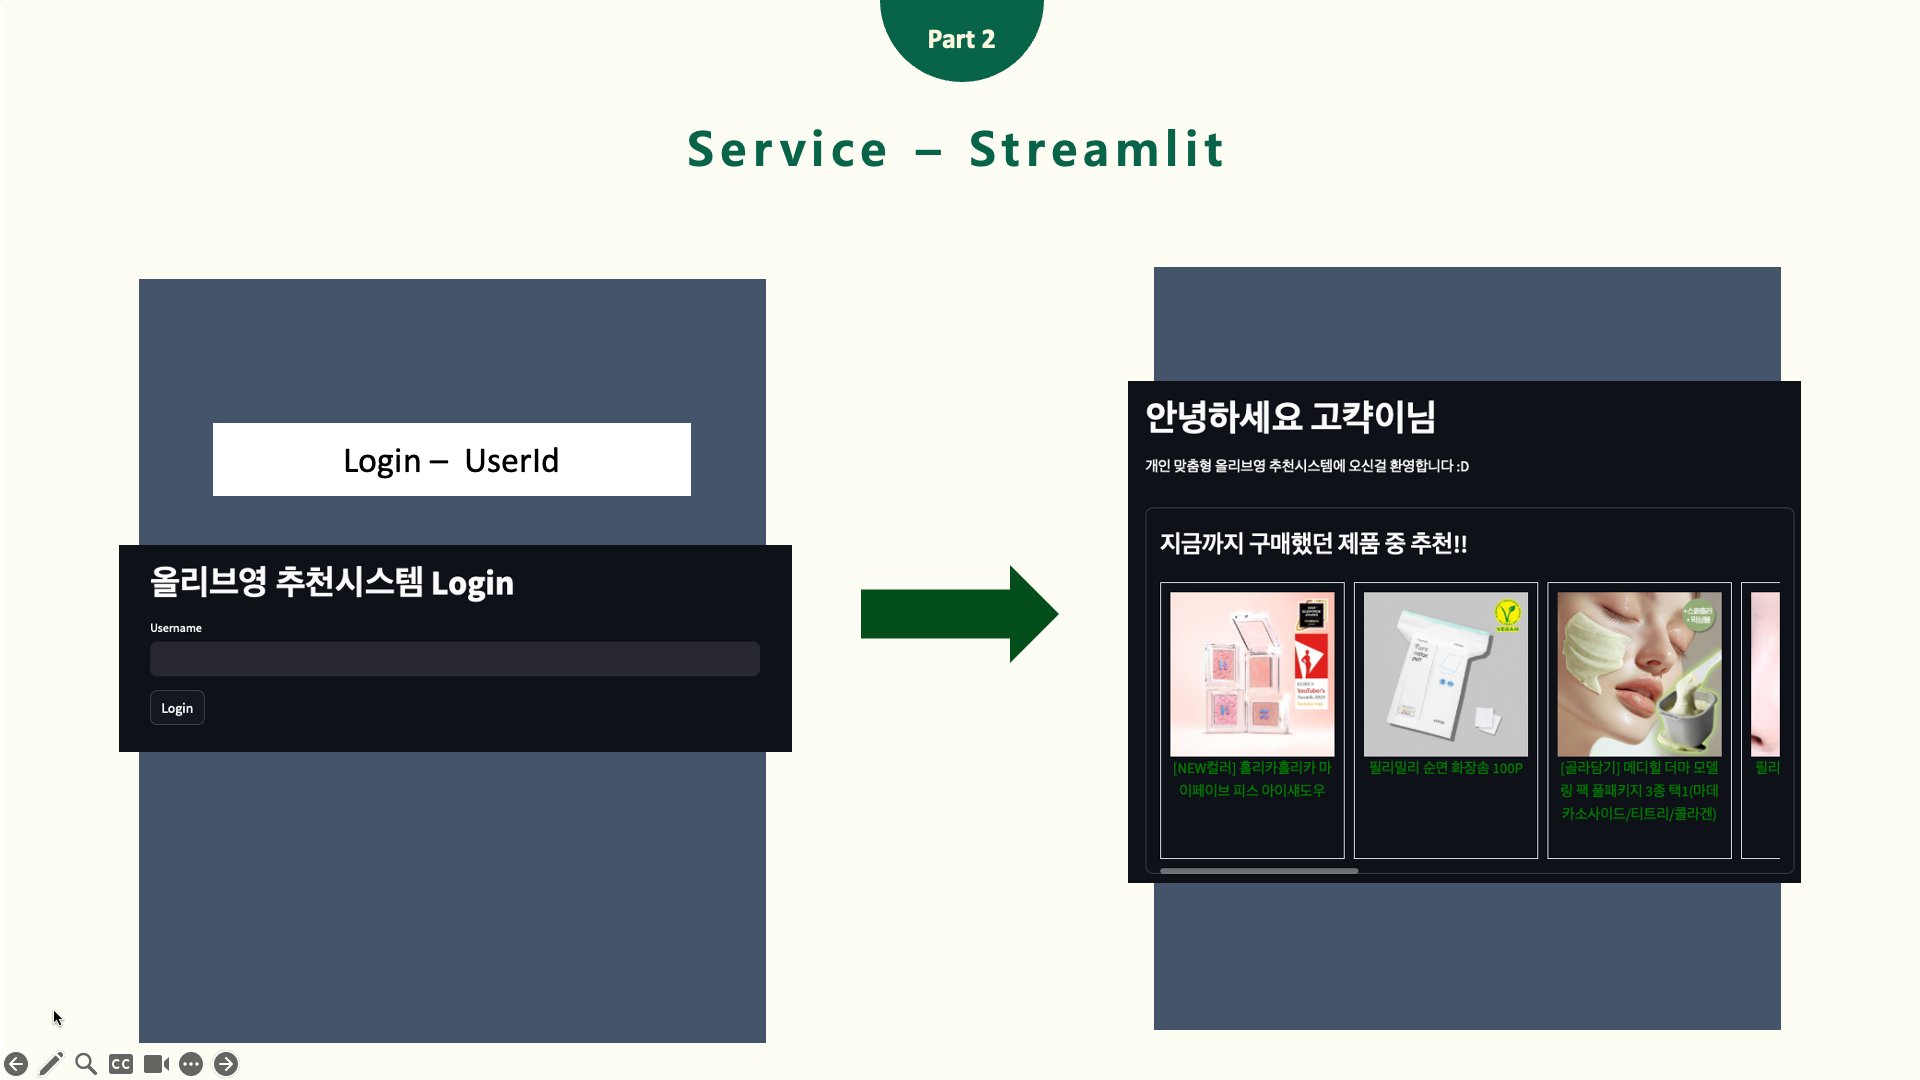 Part 2
Service – Streamlit
Login – UserId
올리브영 추천시스템 Login
Username
Login
안녕하세요 고캭이님
개인 맞춤형 올리브영 추천시스템에 오신걸 환영합니다 :D
지금까지 구매했던 제품 중 추천!!
VEGAN
[NEW컬러] 홀리카홀리카 마
이페이브 피스 아이섀도우
필리밀리 순면 화장솜 100P
[골라담기] 메디힐 더마 모델
링 팩 풀패키지 3종 택1(마데
카소사이드/티트리/콜라겐)
필리
CC